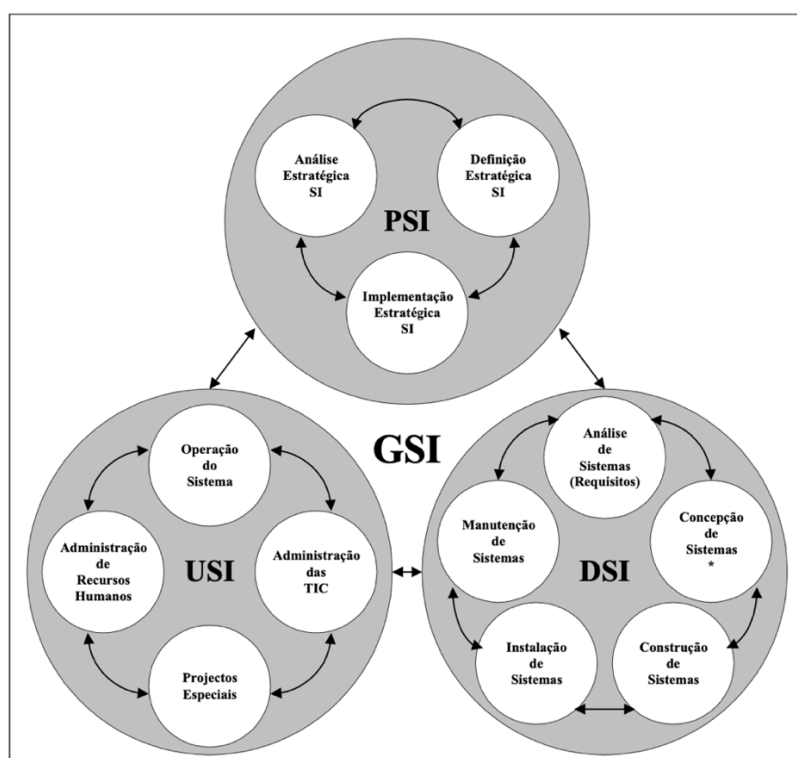 Análise
Estratégica
SI
Definição
Estratégica
SI
PSI
Implementação
Estratégica
SI
GSI
Operação
do
Sistema
Administração
de
Recursos
Humanos
USI
Administração
das
TIC
Projectos
Especiais
Análise
de
Sistemas
(Requisitos)
Manutenção
de
Sistemas
Concepção
de
Sistemas
*
DSI
Instalação
de
Sistemas
Construção
de
Sistemas